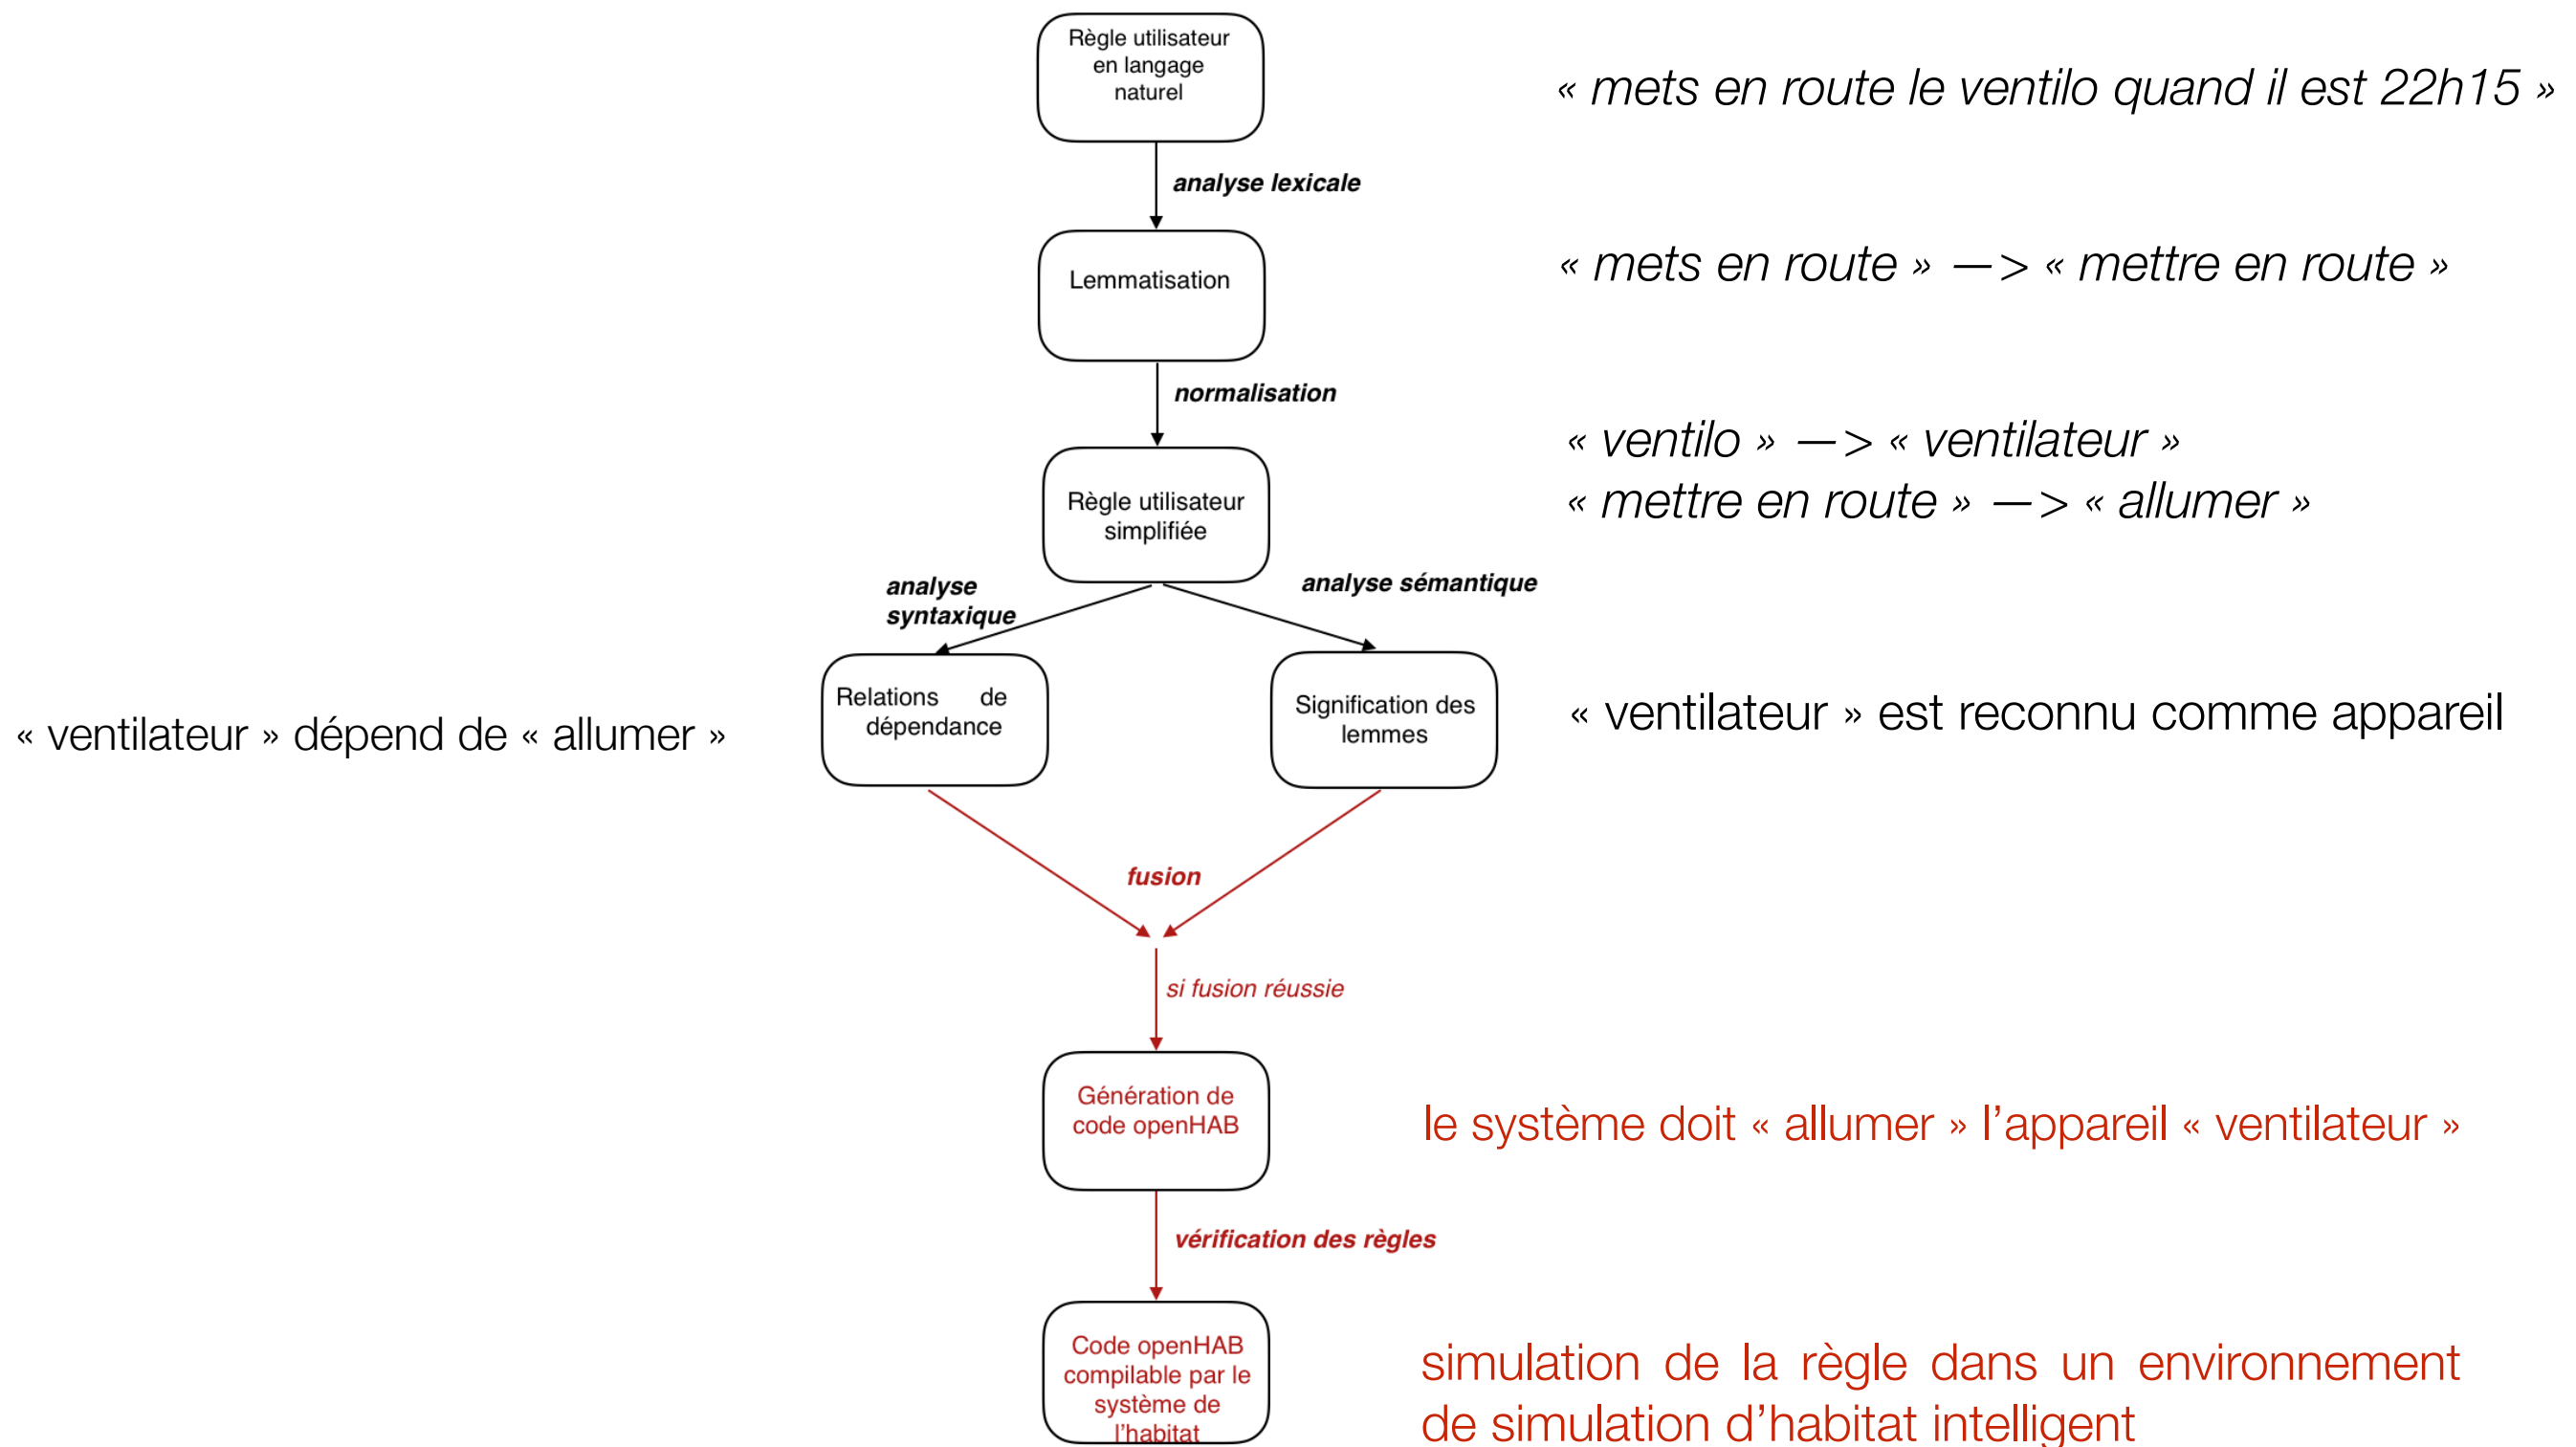 Règle utilisateur
en langage
naturel
« mets en route le ventilo quand il est 22h15 »
analyse lexicale
Lemmatisation
« mets en route » —> « mettre en route »
normalisation
Règle utilisateur
simplifiée
« ventilo » —> « ventilateur »
« mettre en route » —> « allumer »
analyse
syntaxique
analyse sémantique
« ventilateur » dépend de « allumer »
Relations de
dépendance
Signification des
lemmes
« ventilateur » est reconnu comme appareil
fusion
si fusion réussie
Génération de
code openHAB
le système doit « allumer » l’appareil « ventilateur »
vérification des règles
Code openHAB
compilable par le
système de
l’habitat
simulation de la règle dans un environnement
de simulation d’habitat intelligent